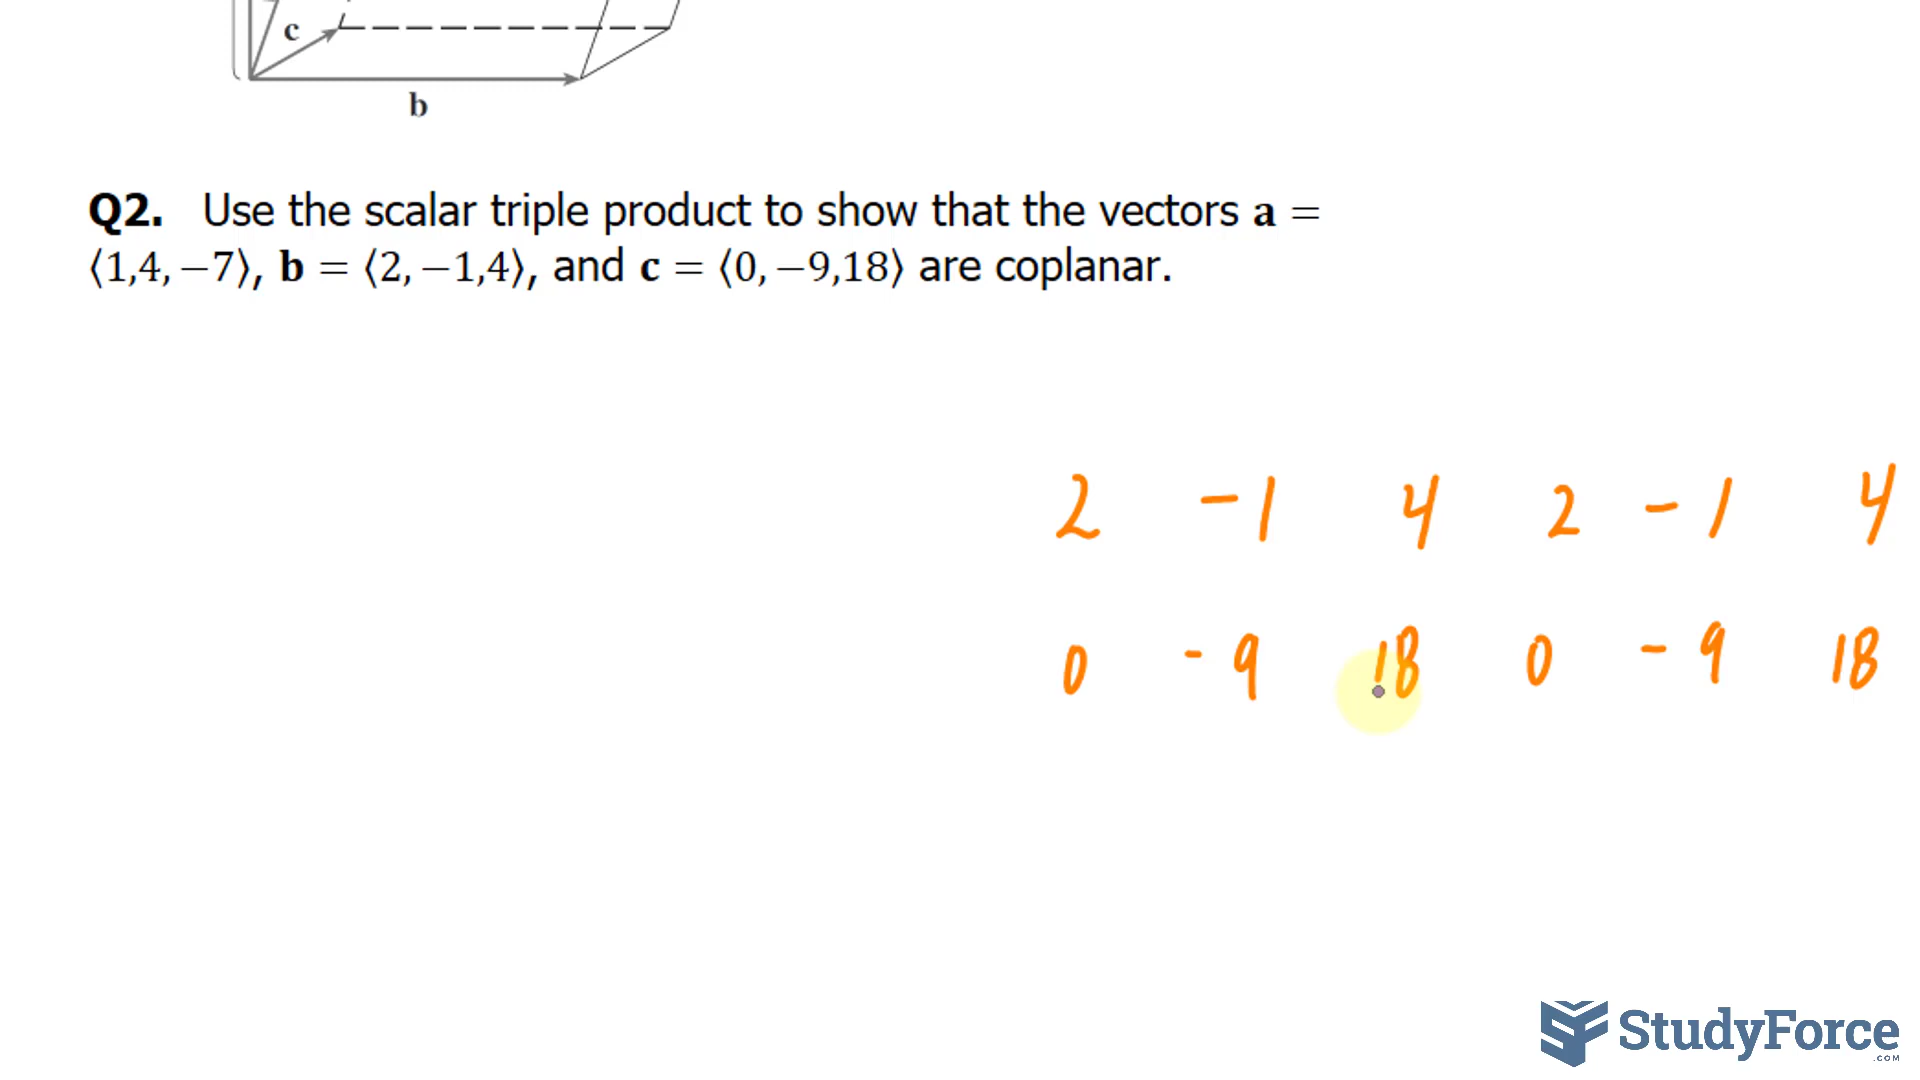 c
b
Q2. Use the scalar triple product to show that the vectors a =
⟨1,4,−7⟩, b = ⟨2,−1,4⟩, and c = ⟨0,−9,18⟩ are coplanar.
2 -1 4 2 -1 4
0 -9 18 0 -9 18
StudyForce
.COM